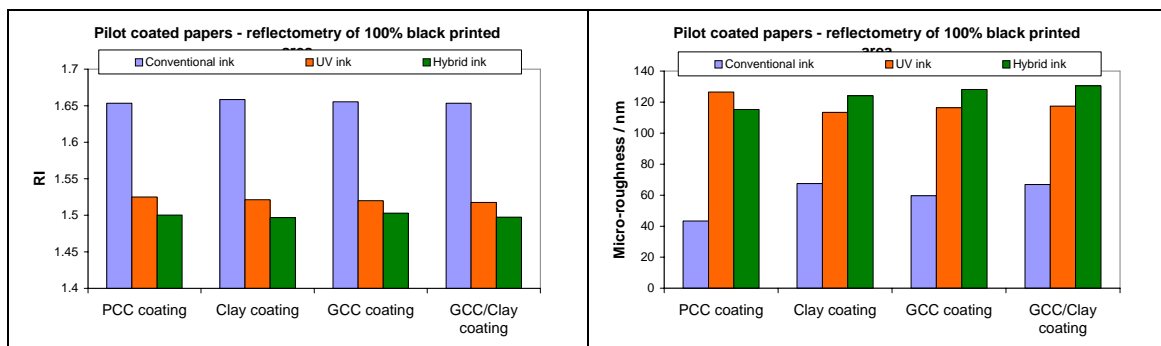 Pilot coated papers - reflectometry of 100% black printed
area
Conventional ink UV ink Hybrid ink
1.7
1.65
1.6
1.55
1.5
1.45
1.4
RI
PCC coating Clay coating GCC coating GCC/Clay
coating
Pilot coated papers - reflectometry of 100% black printed
area
Conventional ink UV ink Hybrid ink
140
120
100
80
60
40
20
0
Micro-roughness / nm
PCC coating Clay coating GCC coating GCC/Clay
coating